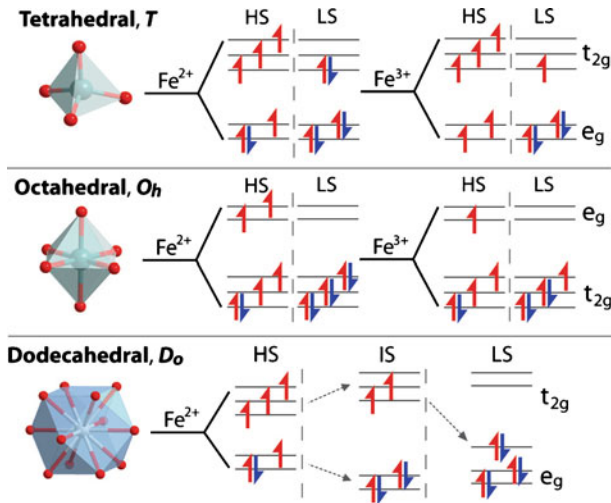 Tetrahedral, T
HS LS HS LS
Fe2+ Fe3+ t2g
eg
Octahedral, Oh
HS LS HS LS
eg
Fe2+ Fe3+
t2g
Dodecahedral, Do
HS IS LS
Fe2+ t2g
eg